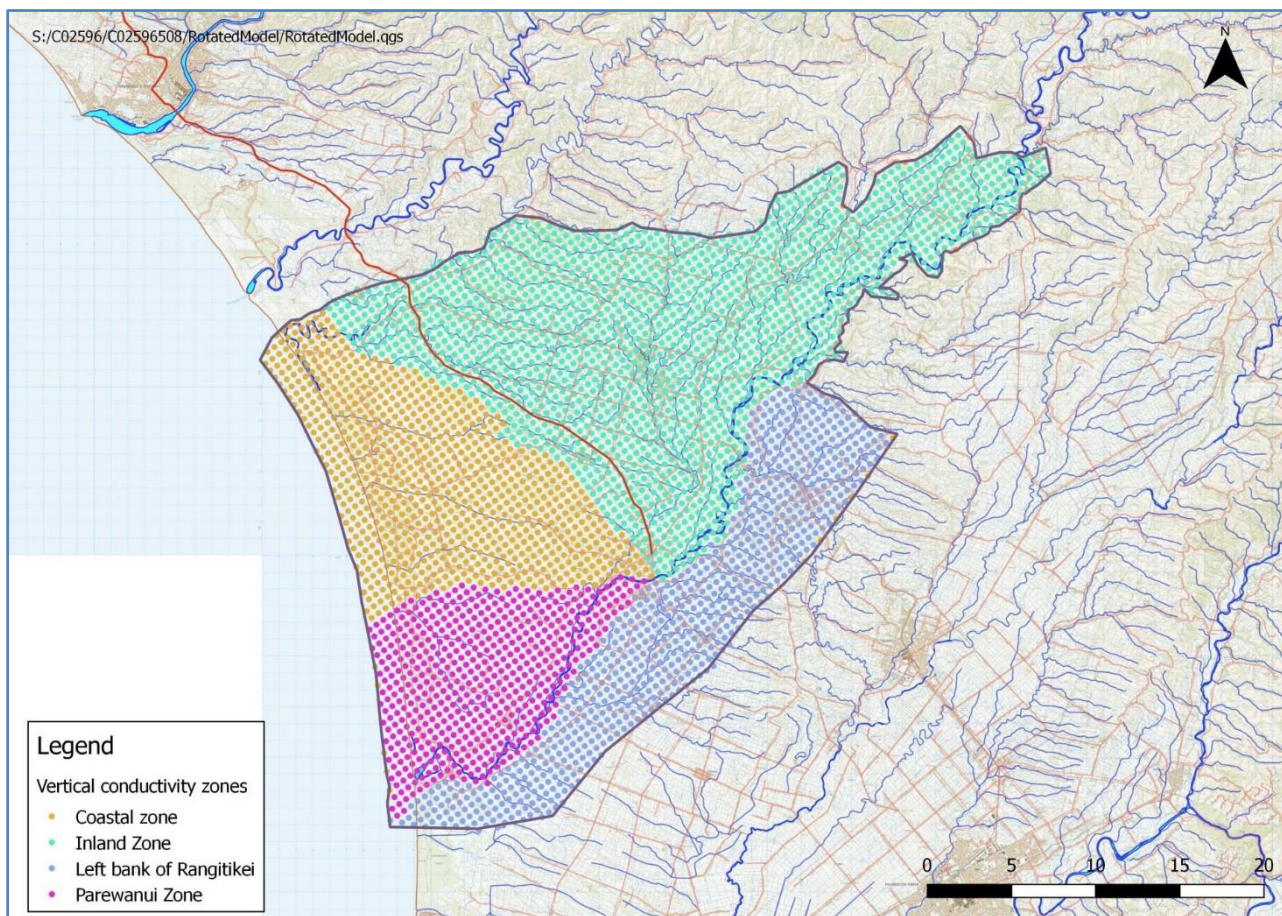 S:/C02596/C02596508/RotatedModel/RotatedModel.qgs
N
Legend
Vertical conductivity zones
Coastal zone
Inland Zone
Left bank of Rangitikei
Parewanui Zone
0 5 10 15 20